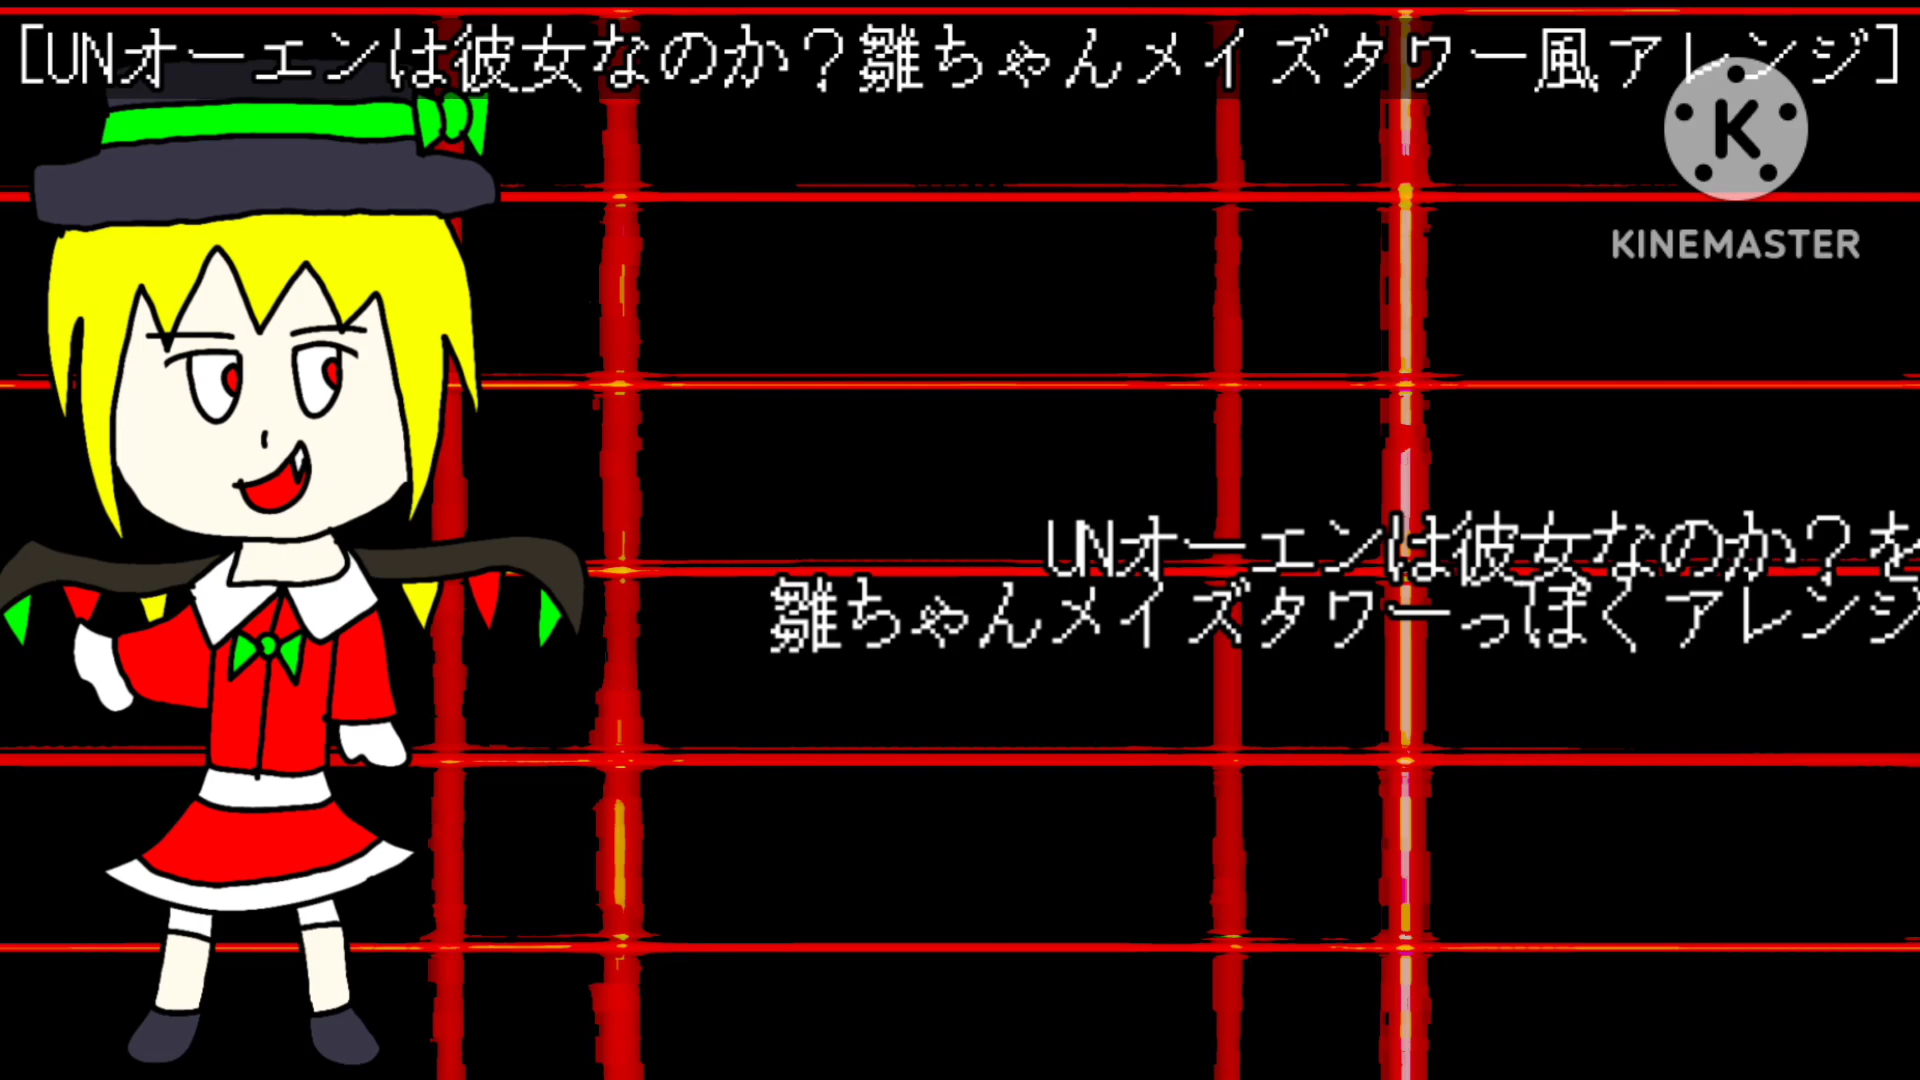 [UNオーエンは彼女なのか?雛ちゃんメイズタワー風アレンジ]
K
KINEMASTER
UNオーエンは彼女なのか?を
雛ちゃんメイズタワーっぽくアレンジ